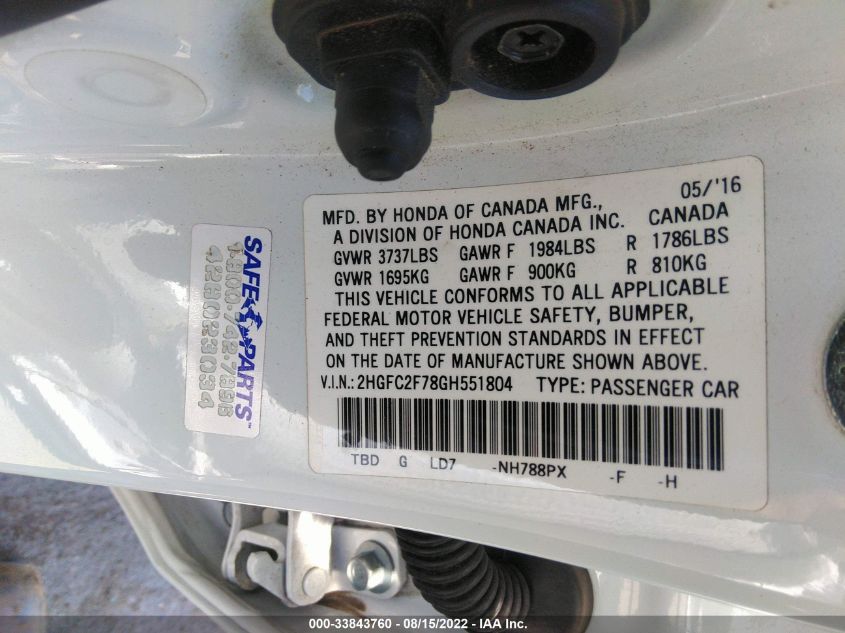 05/'16
MFD. BY HONDA OF CANADA MFG.,
A DIVISION OF HONDA CANADA INC. CANADA
GVWR 3737LBS GAWR F 1984LBS R 1786LBS
GVWR 1695KG GAWR F 900KG R 810KG
THIS VEHICLE CONFORMS TO ALL APPLICABLE
FEDERAL MOTOR VEHICLE SAFETY, BUMPER,
AND THEFT PREVENTION STANDARDS IN EFFECT
ON THE DATE OF MANUFACTURE SHOWN ABOVE.
V.I.N.: 2HGFC2F78GH551804 TYPE: PASSENGER CAR
TBD G LD7 -NH788PX -F -H
SAFE PARTS™
000-33843760 - 08/15/2022 - IAA Inc.